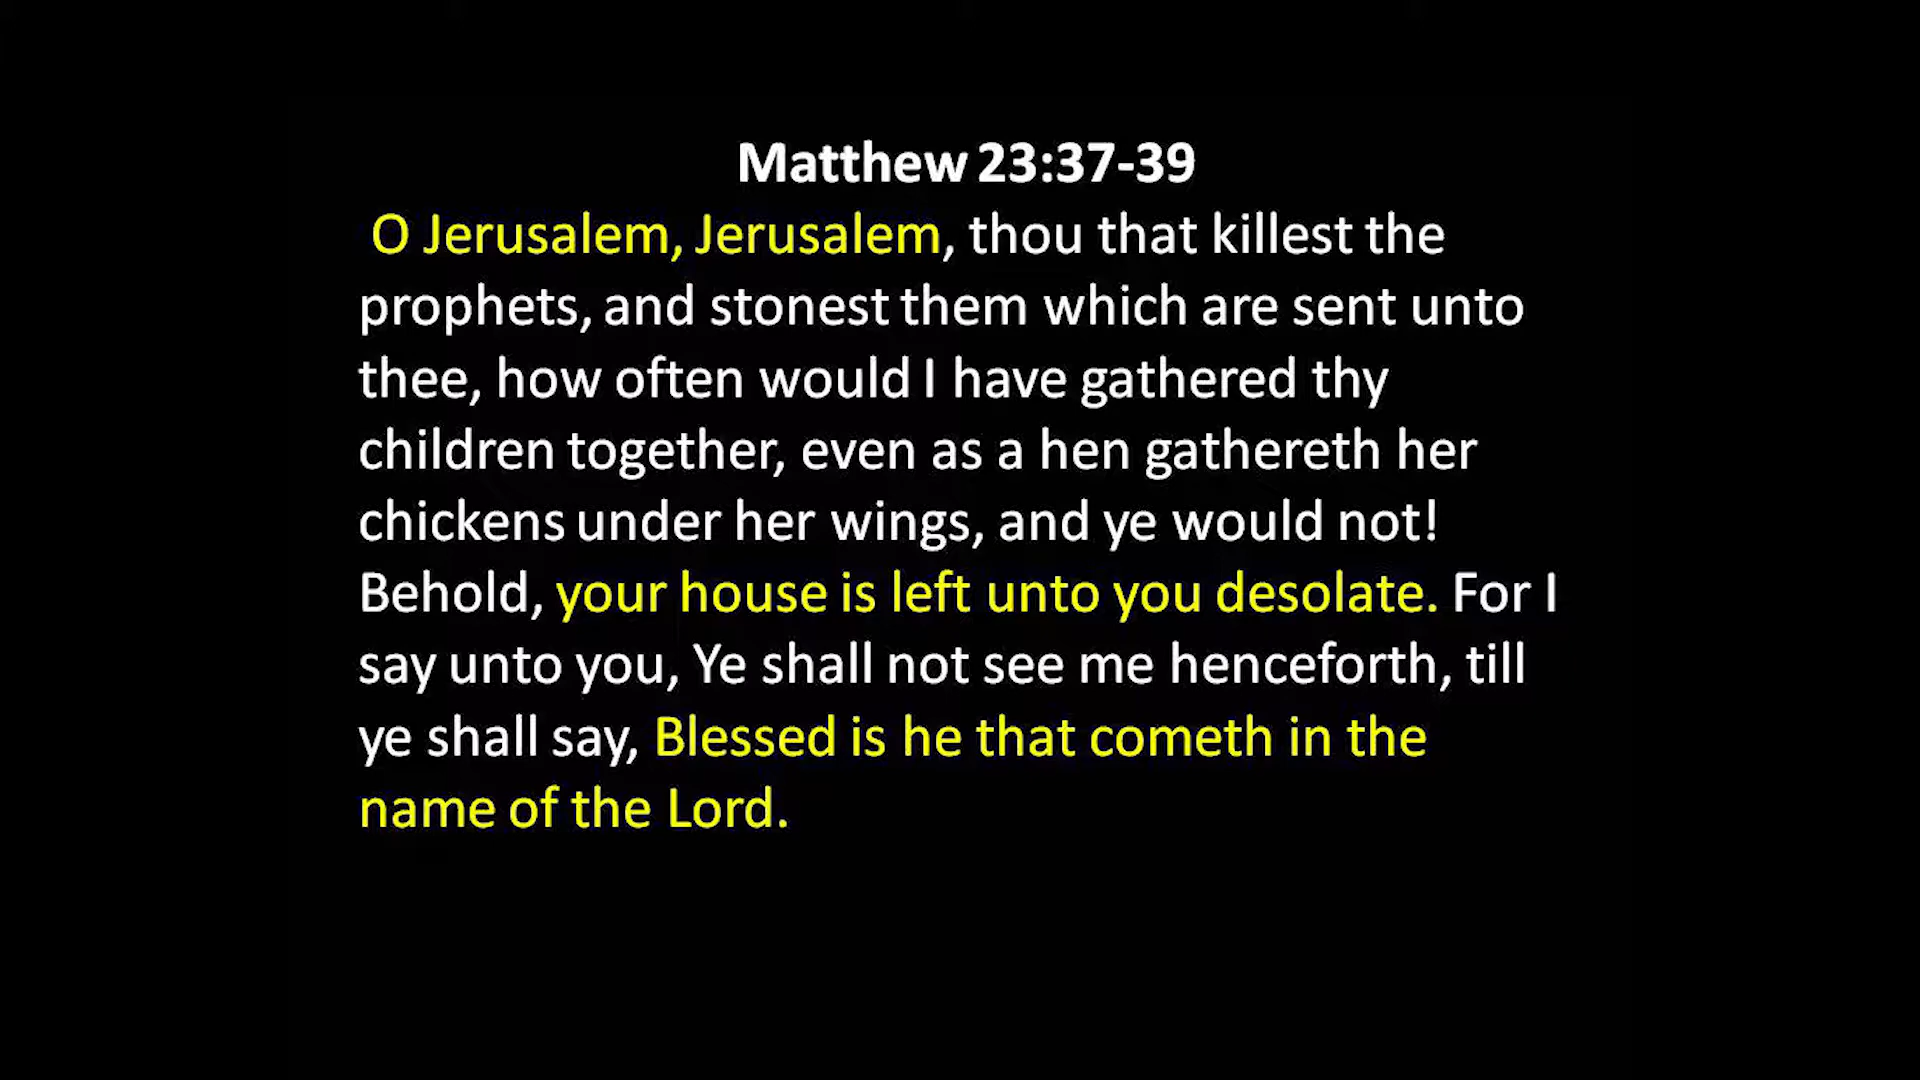 Matthew 23:37-39
O Jerusalem, Jerusalem, thou that killest the
prophets, and stonest them which are sent unto
thee, how often would I have gathered thy
children together, even as a hen gathereth her
chickens under her wings, and ye would not!
Behold, your house is left unto you desolate. For I
say unto you, Ye shall not see me henceforth, till
ye shall say, Blessed is he that cometh in the
name of the Lord.